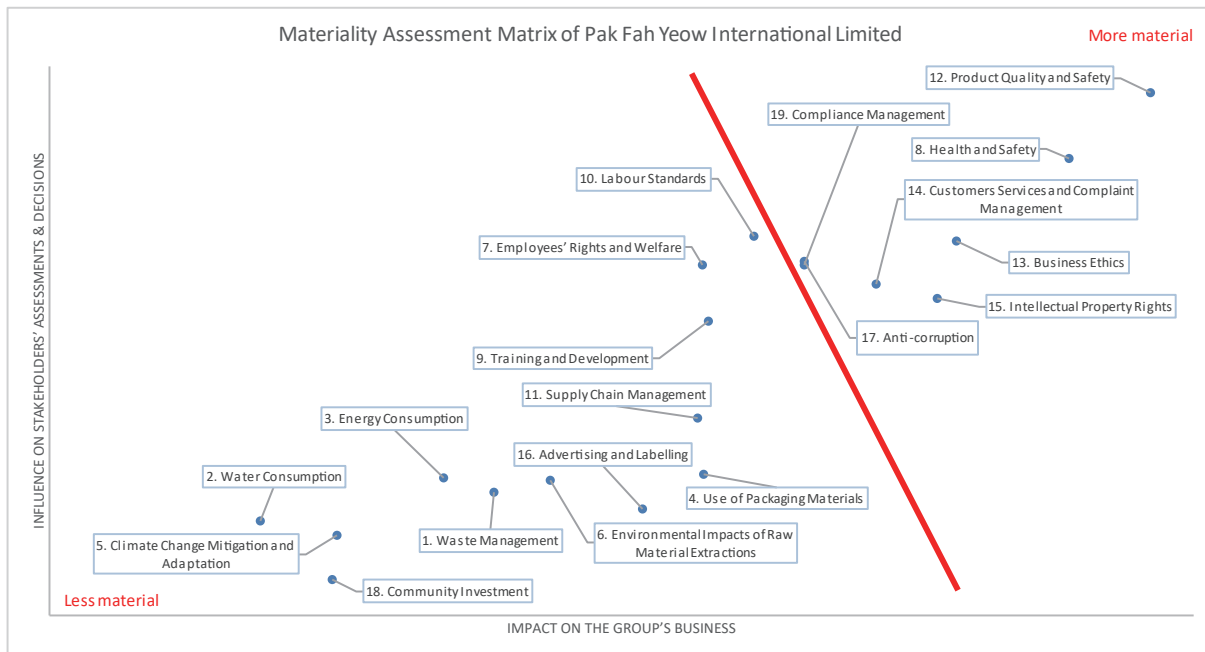 Materiality Assessment Matrix of Pak Fah Yeow International Limited
More material
12. Product Quality and Safety
19. Compliance Management
8. Health and Safety
10. Labour Standards
14. Customers Services and Complaint
Management
7. Employees' Rights and Welfare
13. Business Ethics
15. Intellectual Property Rights
17. Anti-corruption
9. Training and Development
11. Supply Chain Management
3. Energy Consumption
16. Advertising and Labelling
2. Water Consumption
4. Use of Packaging Materials
1. Waste Management
6. Environmental Impacts of Raw
Material Extractions
5. Climate Change Mitigation and
Adaptation
18. Community Investment
Less material
INFLUENCE ON STAKEHOLDERS' ASSESSMENTS & DECISIONS
IMPACT ON THE GROUP'S BUSINESS